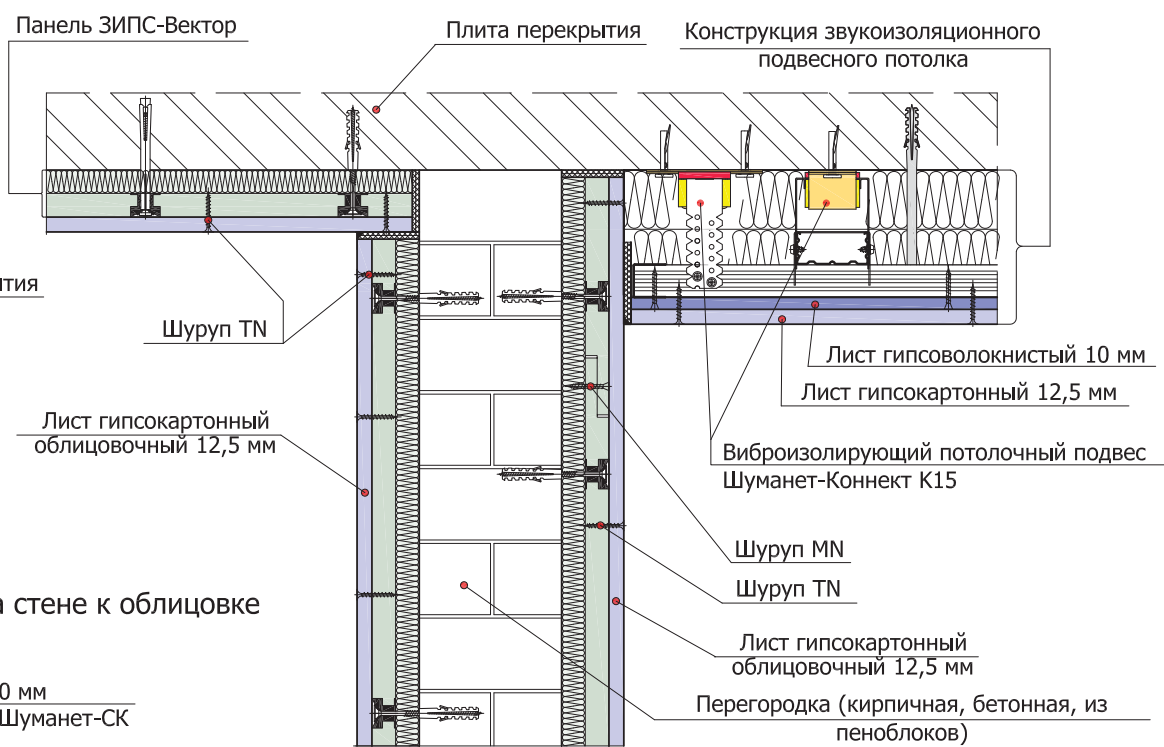 Панель ЗИПС-Вектор
Плита перекрытия
Конструкция звукоизоляционного
подвесного потолка
тия
Шуруп TN
Лист гипсоволокнистый 10 мм
Лист гипсокартонный 12,5 мм
Лист гипсокартонный
облицовочный 12,5 мм
Виброизолирующий потолочный подвес
Шуманет-Коннект К15
Шуруп MN
Шуруп TN
а стене к облицовке
Лист гипсокартонный
облицовочный 12,5 мм
0 мм
Шуманет-СК
Перегородка (кирпичная, бетонная, из
пеноблоков)